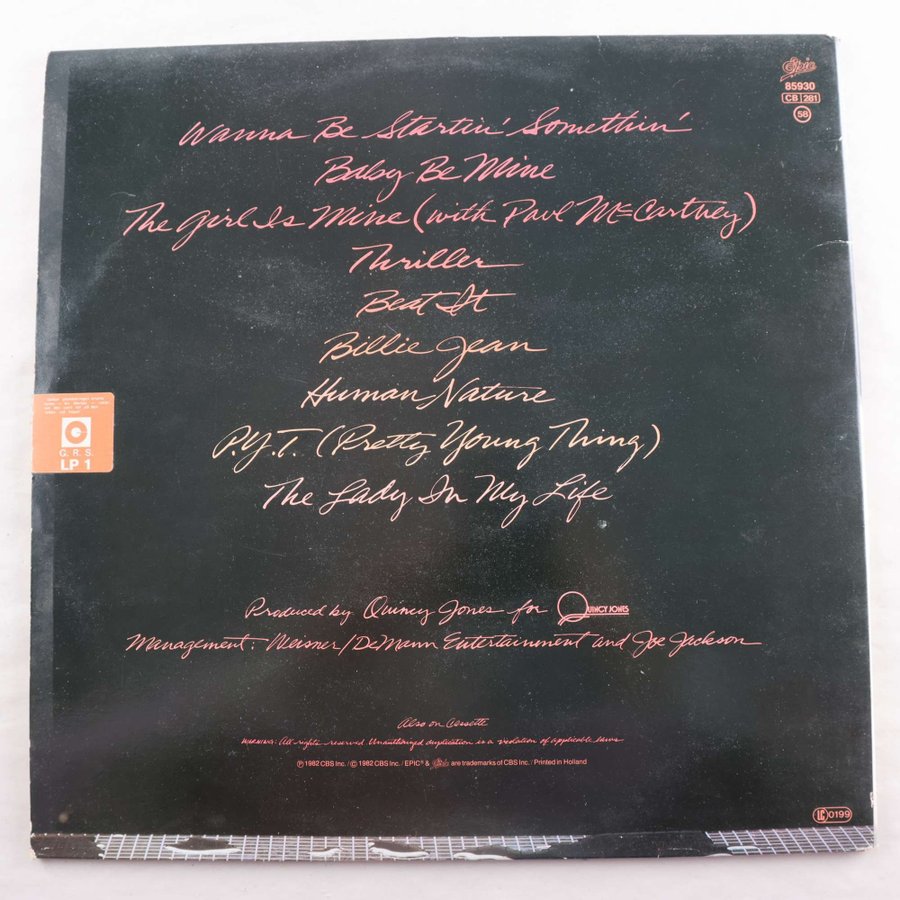 Epic
85930
CB 281
58
Wanna Be Startin' Somethin'
Baby Be Mine
The Girl Is Mine (with Paul McCartney)
Thriller
Beat It
Billie Jean
Human Nature
P.Y.T. (Pretty Young Thing)
The Lady In My Life
G.R.S.
LP 1
Produced by Quincy Jones for QUINCY JONES
Management: Weisner/DeMann Entertainment and Joe Jackson
Also on Cassette
WARNING: All rights reserved. Unauthorized duplication is a violation of applicable laws
℗ 1982 CBS Inc. / © 1982 CBS Inc. / EPIC® & Epic are trademarks of CBS Inc. / Printed in Holland
LC 0199